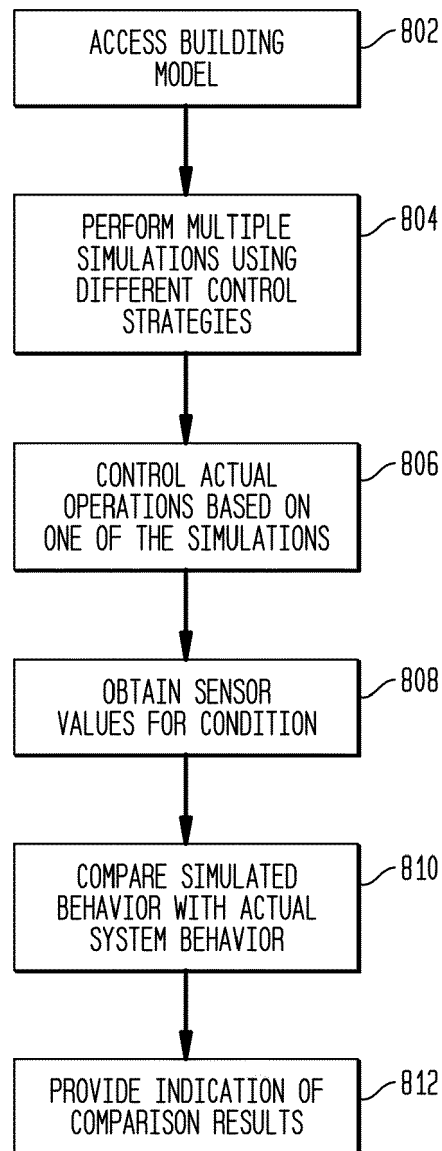 ACCESS BUILDING
MODEL
802
PERFORM MULTIPLE
SIMULATIONS USING
DIFFERENT CONTROL
STRATEGIES
804
CONTROL ACTUAL
OPERATIONS BASED ON
ONE OF THE SIMULATIONS
806
OBTAIN SENSOR
VALUES FOR CONDITION
808
COMPARE SIMULATED
BEHAVIOR WITH ACTUAL
SYSTEM BEHAVIOR
810
PROVIDE INDICATION OF
COMPARISON RESULTS
812